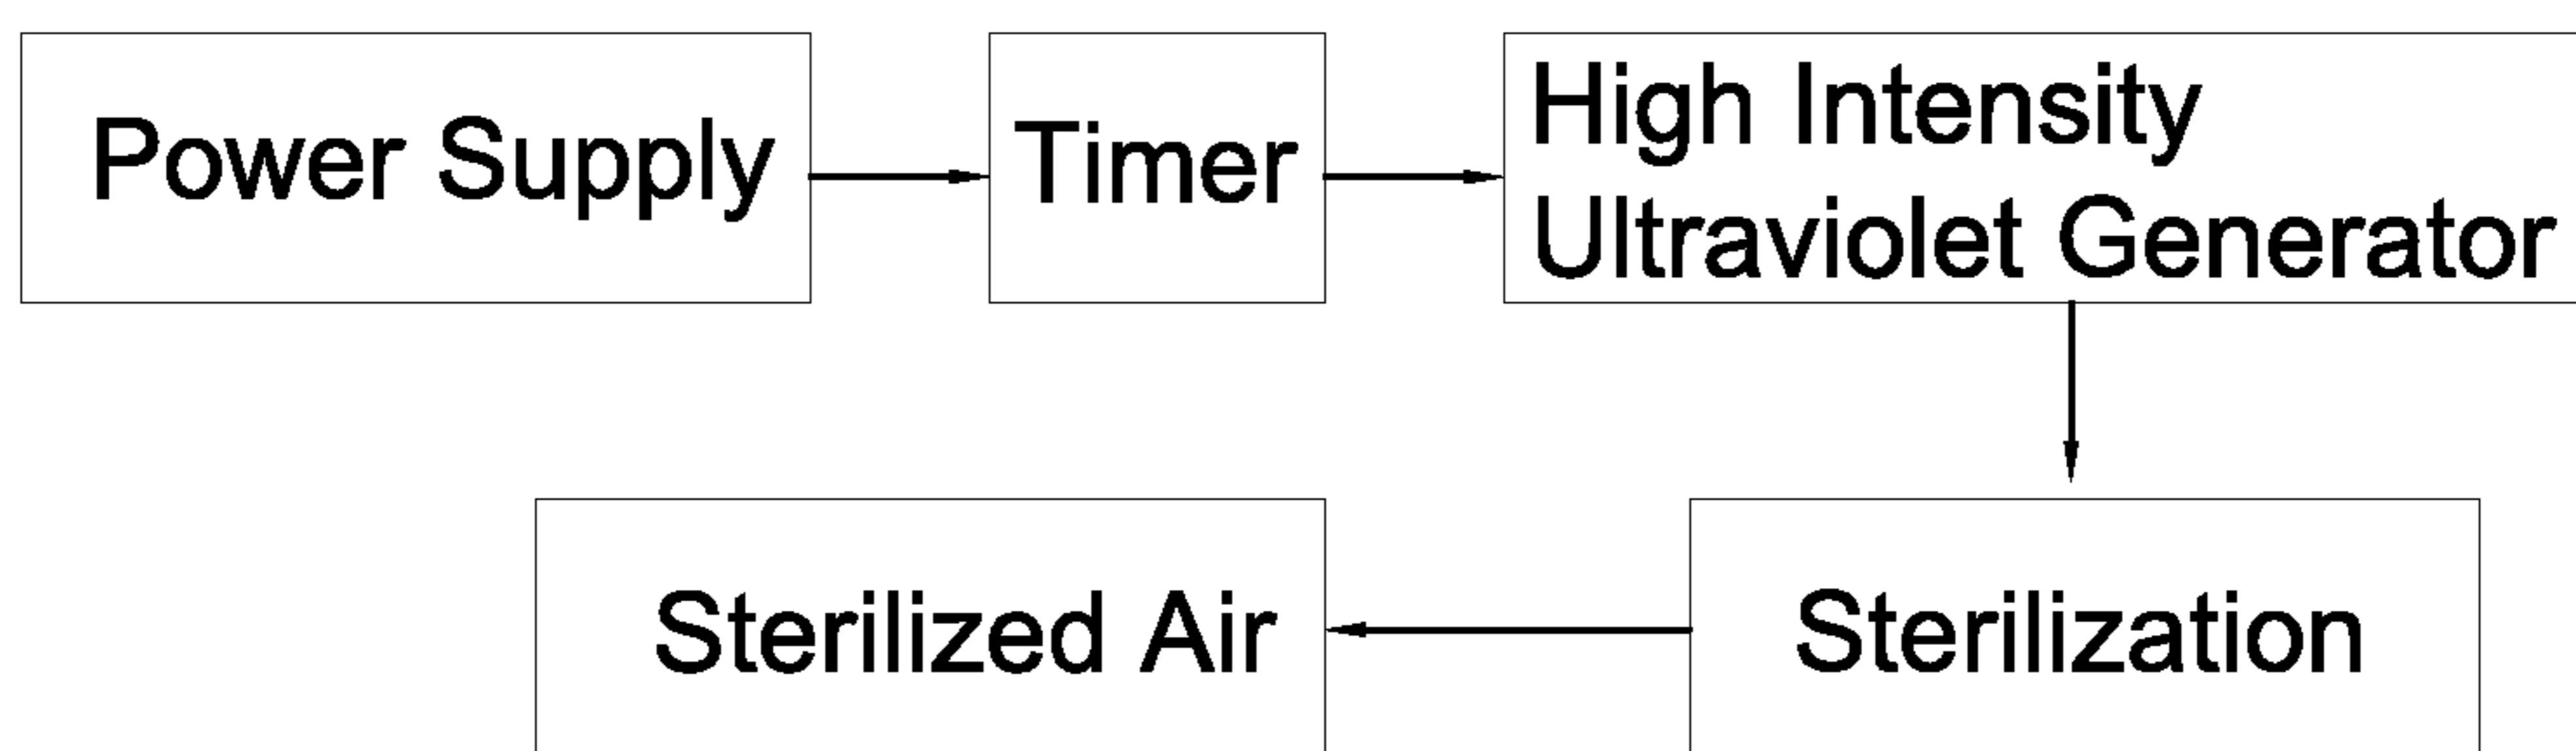 Power Supply
Timer
High Intensity
Ultraviolet Generator
Sterilization
Sterilized Air